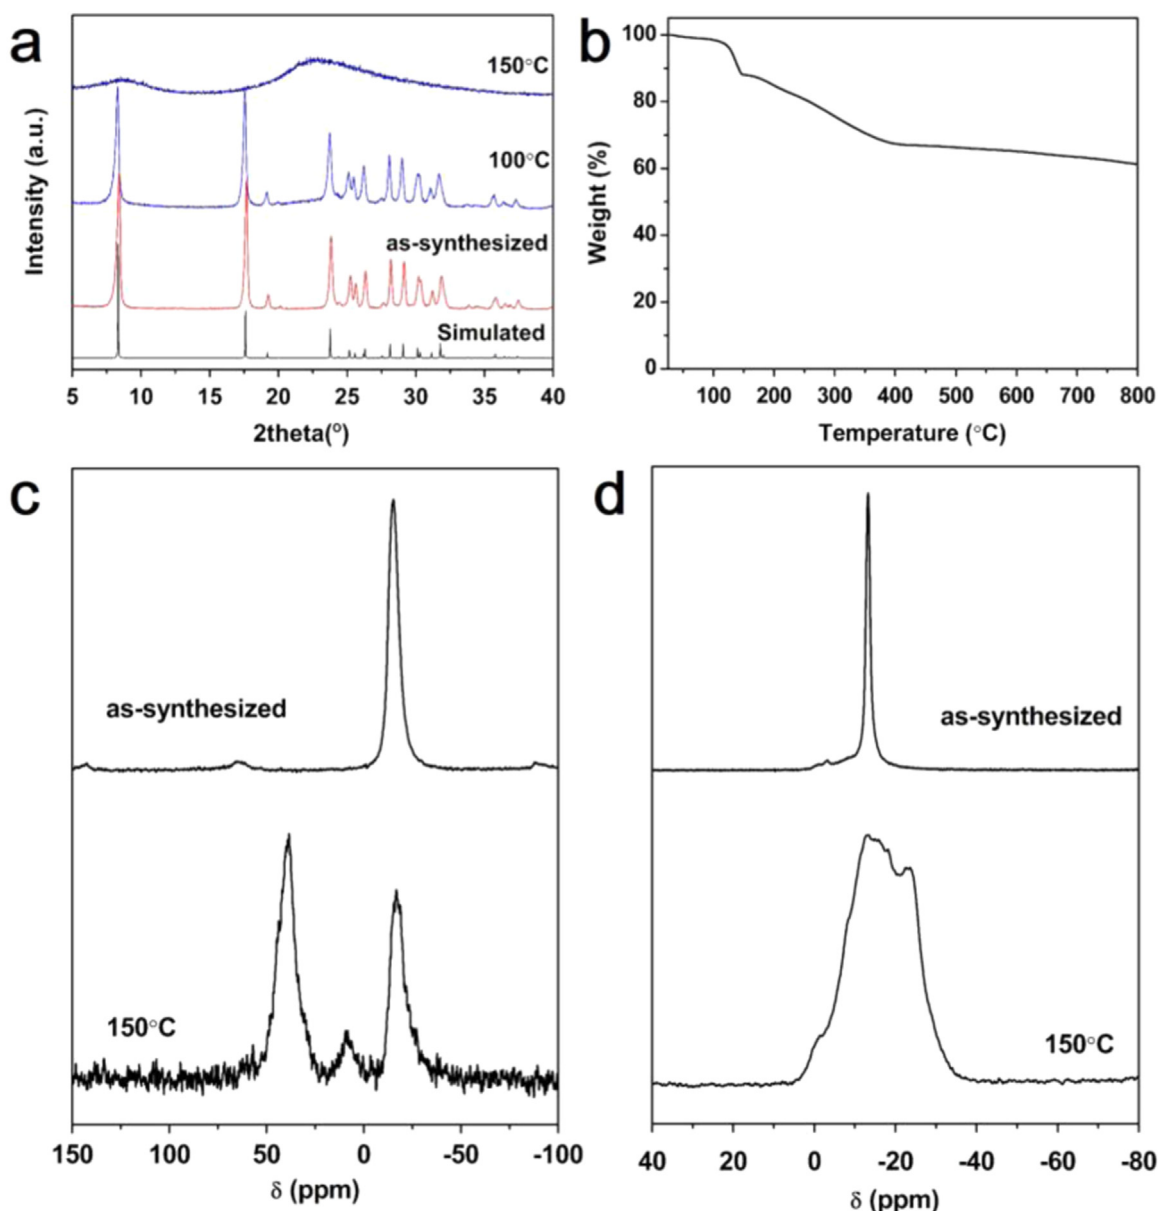 a
150°C
100°C
as-synthesized
Simulated
Intensity (a.u.)
5 10 15 20 25 30 35 40
2theta(°)
b
100
80
60
40
20
0
Weight (%)
100 200 300 400 500 600 700 800
Temperature (°C)
c
as-synthesized
150°C
150 100 50 0 -50 -100
δ (ppm)
d
as-synthesized
150°C
40 20 0 -20 -40 -60 -80
δ (ppm)